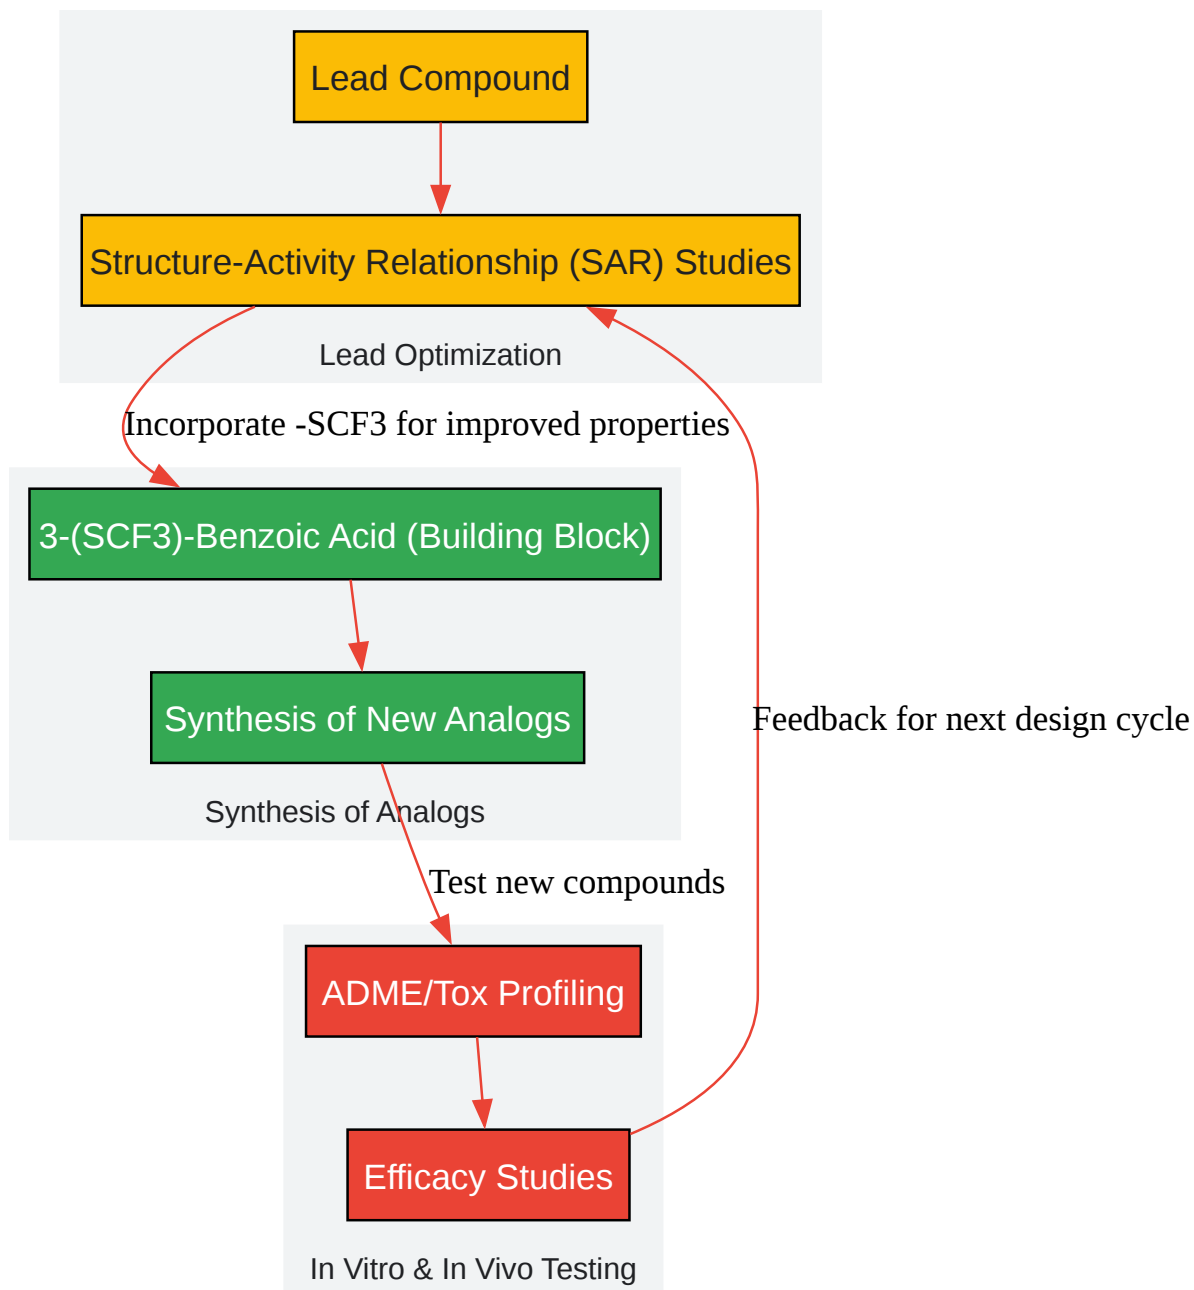 Lead Compound
Structure-Activity Relationship (SAR) Studies
Lead Optimization
Incorporate -SCF3 for improved properties
3-(SCF3)-Benzoic Acid (Building Block)
Synthesis of New Analogs
Feedback for next design cycle
Synthesis of Analogs
Test new compounds
ADME/Tox Profiling
Efficacy Studies
In Vitro & In Vivo Testing